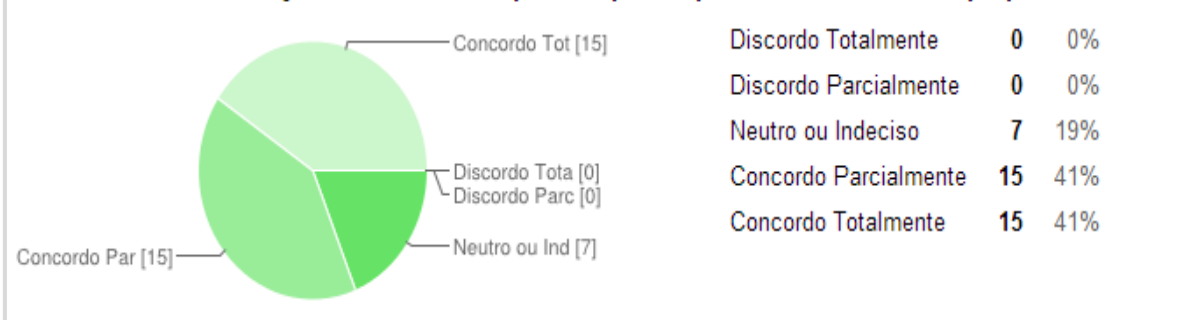 Concordo Tot [15]
Discordo Tota [0]
Discordo Parc [0]
Neutro ou Ind [7]
Concordo Par [15]
Discordo Totalmente 0 0%
Discordo Parcialmente 0 0%
Neutro ou Indeciso 7 19%
Concordo Parcialmente 15 41%
Concordo Totalmente 15 41%